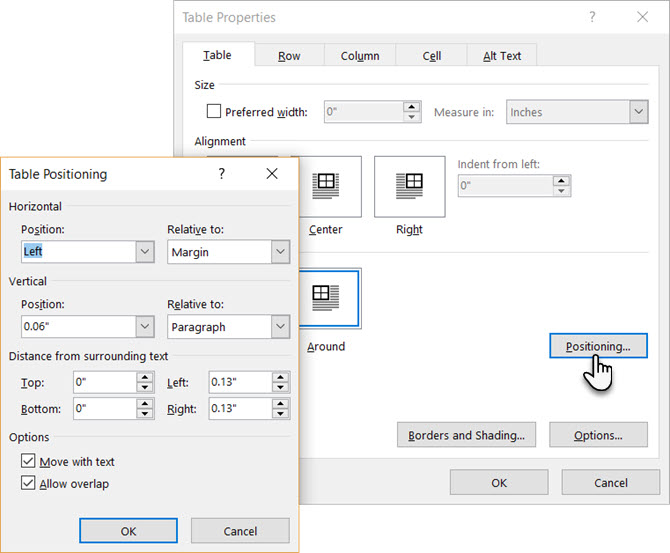 Table Properties
? ×
Table Row Column Cell Alt Text
Size
Preferred width: 0" Measure in: Inches
Alignment
Indent from left:
0"
Center Right
Around
Positioning...
Borders and Shading... Options...
OK Cancel
Table Positioning
? ×
Horizontal
Position: Relative to:
Left Margin
Vertical
Position: Relative to:
0.06" Paragraph
Distance from surrounding text
Top: 0" Left: 0.13"
Bottom: 0" Right: 0.13"
Options
Move with text
Allow overlap
OK Cancel